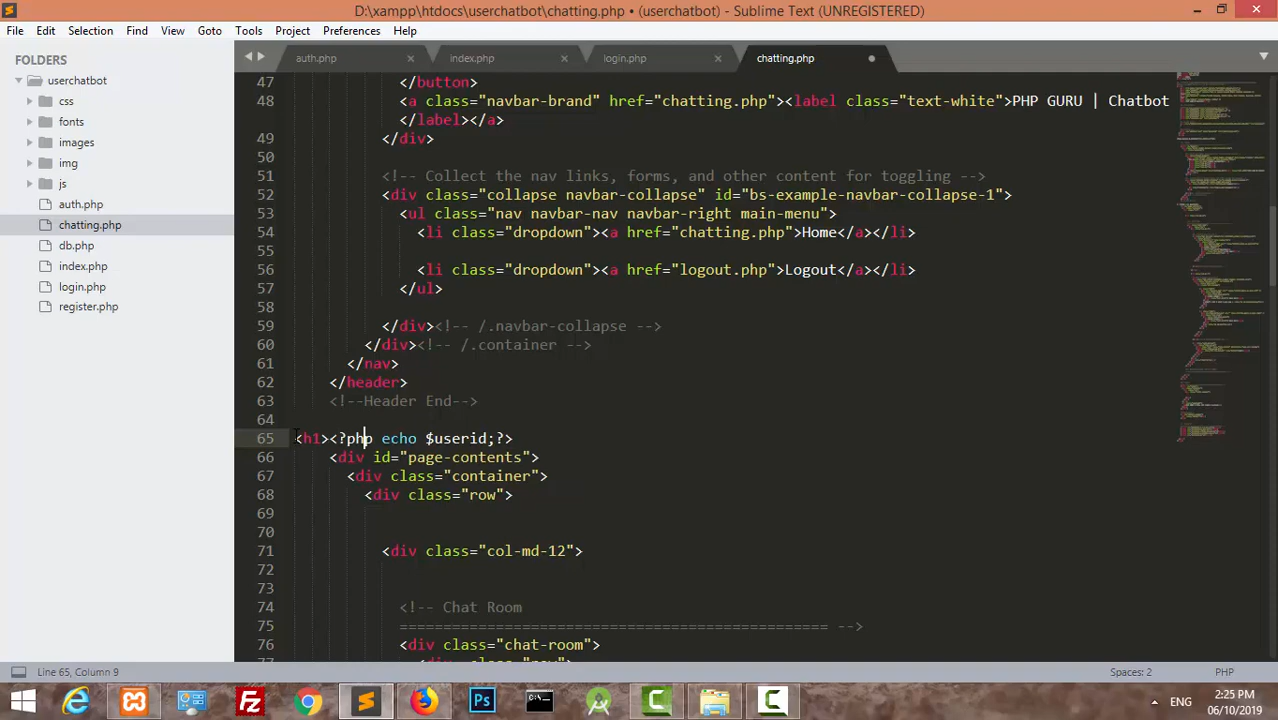 D:\xampp\htdocs\userchatbot\chatting.php • (userchatbot) - Sublime Text (UNREGISTERED)
File Edit Selection Find View Goto Tools Project Preferences Help
FOLDERS
userchatbot
css
fonts
images
img
js
auth.php
chatting.php
db.php
index.php
login.php
register.php
auth.php index.php login.php chatting.php
47 </button>
48 <a class="navbar-brand" href="chatting.php"><label class="text-white">PHP GURU | Chatbot
</label></a>
49 </div>
50
51 <!-- Collect the nav links, forms, and other content for toggling -->
52 <div class="collapse navbar-collapse" id="bs-example-navbar-collapse-1">
53 <ul class="nav navbar-nav navbar-right main-menu">
54 <li class="dropdown"><a href="chatting.php">Home</a></li>
55
56 <li class="dropdown"><a href="logout.php">Logout</a></li>
57 </ul>
58
59 </div><!-- /.navbar-collapse -->
60 </div><!-- /.container -->
61 </nav>
62 </header>
63 <!--Header End-->
64
65 <h1><?php echo $userid;?>
66 <div id="page-contents">
67 <div class="container">
68 <div class="row">
69
70
71 <div class="col-md-12">
72
73
74 <!-- Chat Room
75 ================================================= -->
76 <div class="chat-room">
77 <div class="row">
Line 65, Column 9 Spaces: 2 PHP
ENG 2:25 PM
06/10/2019